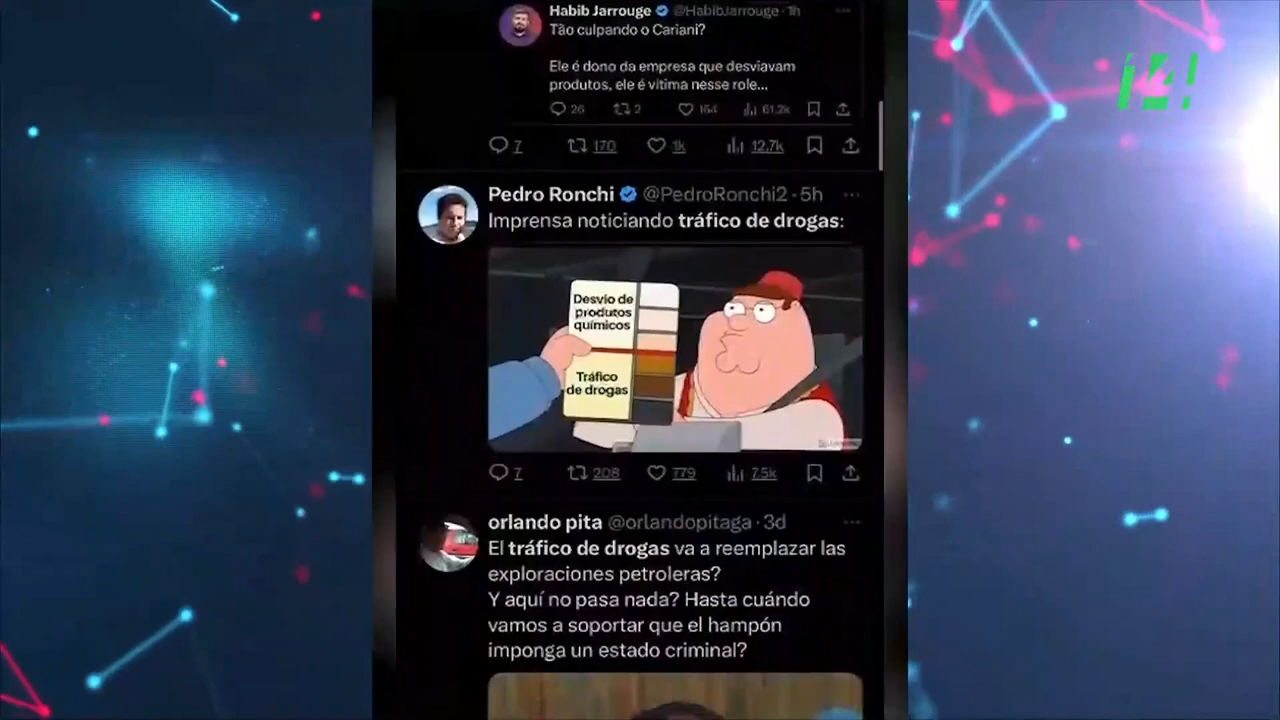 Habib Jarrouge @HabibJarrouge · 1h
Tão culpando o Cariani?
Ele é dono da empresa que desviavam
produtos, ele é vitima nesse role...
26 2 164 61.2k
7 170 1k 12.7k
Pedro Ronchi @PedroRonchi2 · 5h
Imprensa noticiando tráfico de drogas:
Desvio de
produtos
químicos
Tráfico
de drogas
7 208 779 7.5k
orlando pita @orlandopitaga · 3d
El tráfico de drogas va a reemplazar las
exploraciones petroleras?
Y aquí no pasa nada? Hasta cuándo
vamos a soportar que el hampón
imponga un estado criminal?